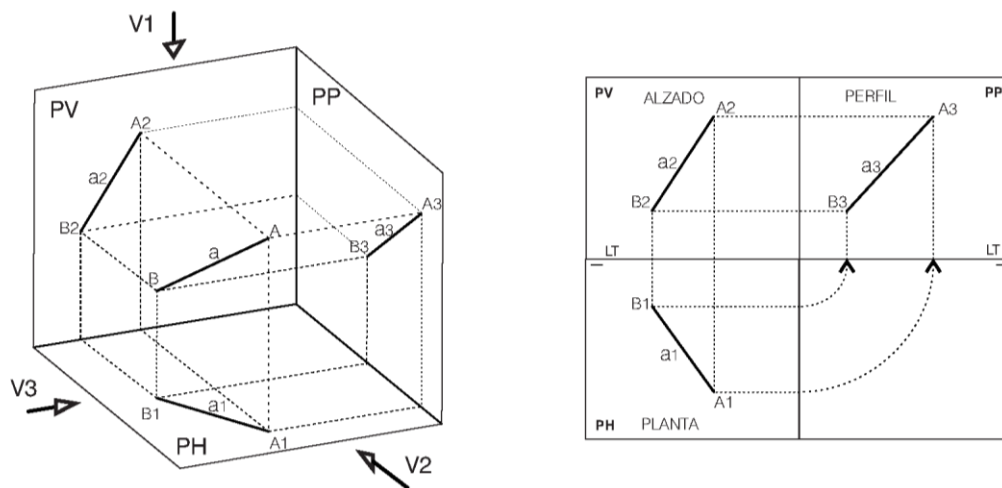 V1
PV
PP
A2
a2
B2
A3
a3
B3
A
a
B
V3
B1
a1
A1
PH
V2
PV
ALZADO
PERFIL
PP
A2
A3
a2
a3
B2
B3
LT
LT
B1
a1
A1
PH
PLANTA